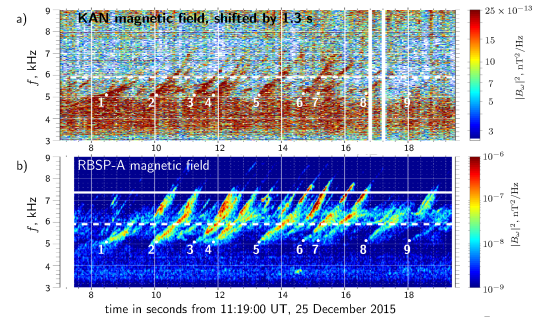 a)
KAN magnetic field, shifted by 1.3 s
9
8
7
6
5
4
3
f, kHz
1 2 3 4 5 6 7 8 9
25 × 10⁻¹³
15
10
7
5
3
|B_ω|², nT²/Hz
b)
RBSP-A magnetic field
9
8
7
6
5
4
3
f, kHz
1 2 3 4 5 6 7 8 9
10⁻⁶
10⁻⁷
10⁻⁸
10⁻⁹
|B_ω|², nT²/Hz
8 10 12 14 16 18
time in seconds from 11:19:00 UT, 25 December 2015